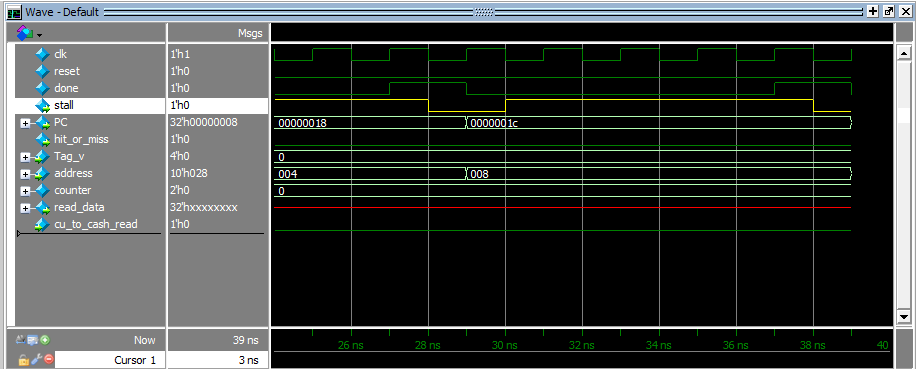 Wave - Default
Msgs
clk 1'h1
reset 1'h0
done 1'h0
stall 1'h0
PC 32'h00000008 00000018 0000001c
hit_or_miss 1'h0
Tag_v 4'h0 0
address 10'h028 004 008
counter 2'h0 0
read_data 32'hxxxxxxxx
cu_to_cash_read 1'h0
Now 39 ns 26 ns 28 ns 30 ns 32 ns 34 ns 36 ns 38 ns 40
Cursor 1 3 ns